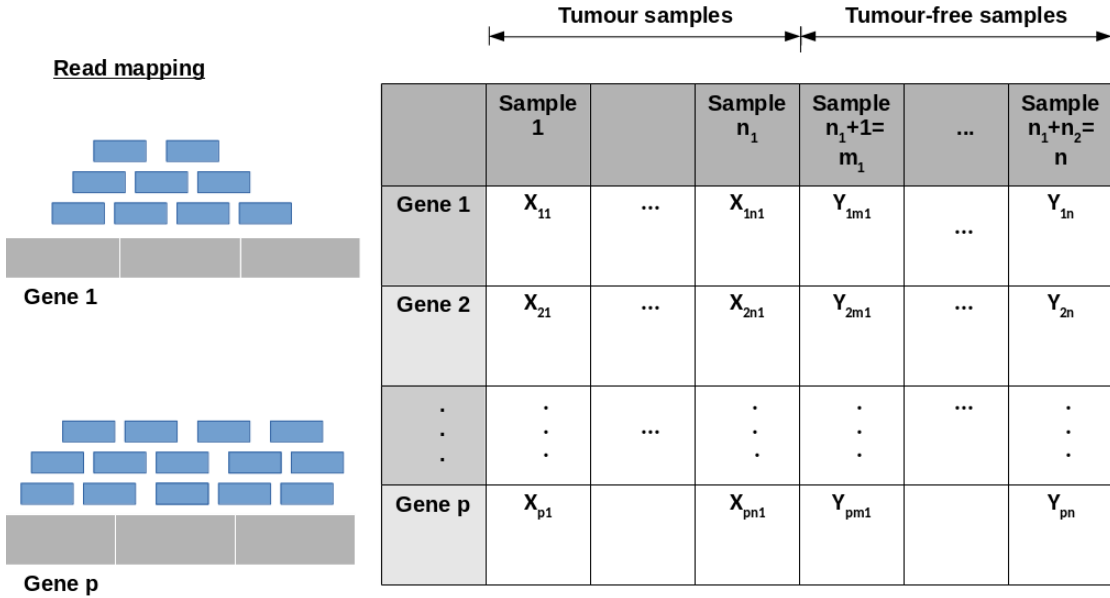 Tumour samples Tumour-free samples
Read mapping
Sample 1 Sample n₁ Sample n₁+1= m₁ ... Sample n₁+n₂= n
Gene 1 X₁₁ ... X₁ₙ₁ Y₁ₘ₁ ... Y₁ₙ
Gene 1
Gene 2 X₂₁ ... X₂ₙ₁ Y₂ₘ₁ ... Y₂ₙ
. . ... . . ... .
. . . . .
. . . . .
Gene p Xₚ₁ Xₚₙ₁ Yₚₘ₁ Yₚₙ
Gene p